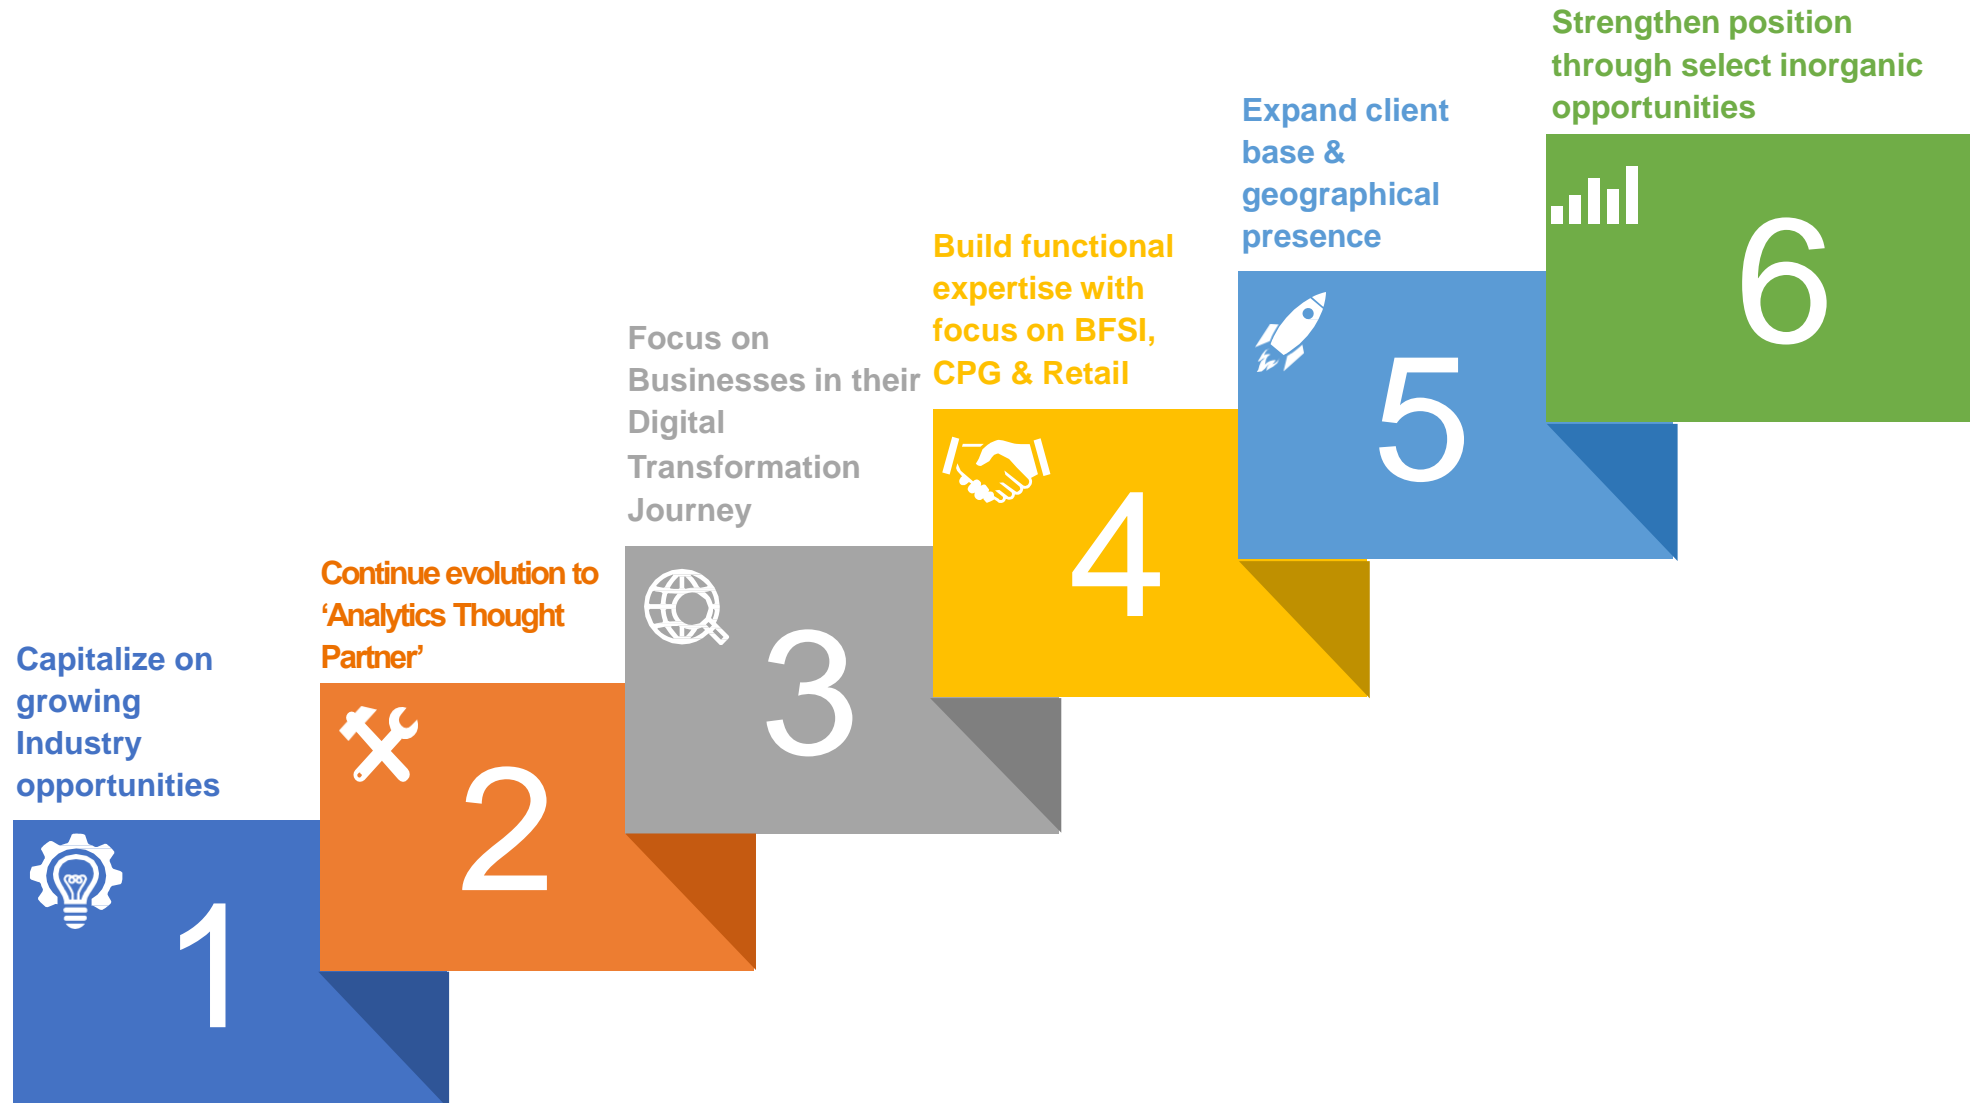 Capitalize on
growing
Industry
opportunities
1
Continue evolution to
‘Analytics Thought
Partner’
2
Focus on
Businesses in their
Digital
Transformation
Journey
3
Build functional
expertise with
focus on BFSI,
CPG & Retail
4
Expand client
base &
geographical
presence
5
Strengthen position
through select inorganic
opportunities
6